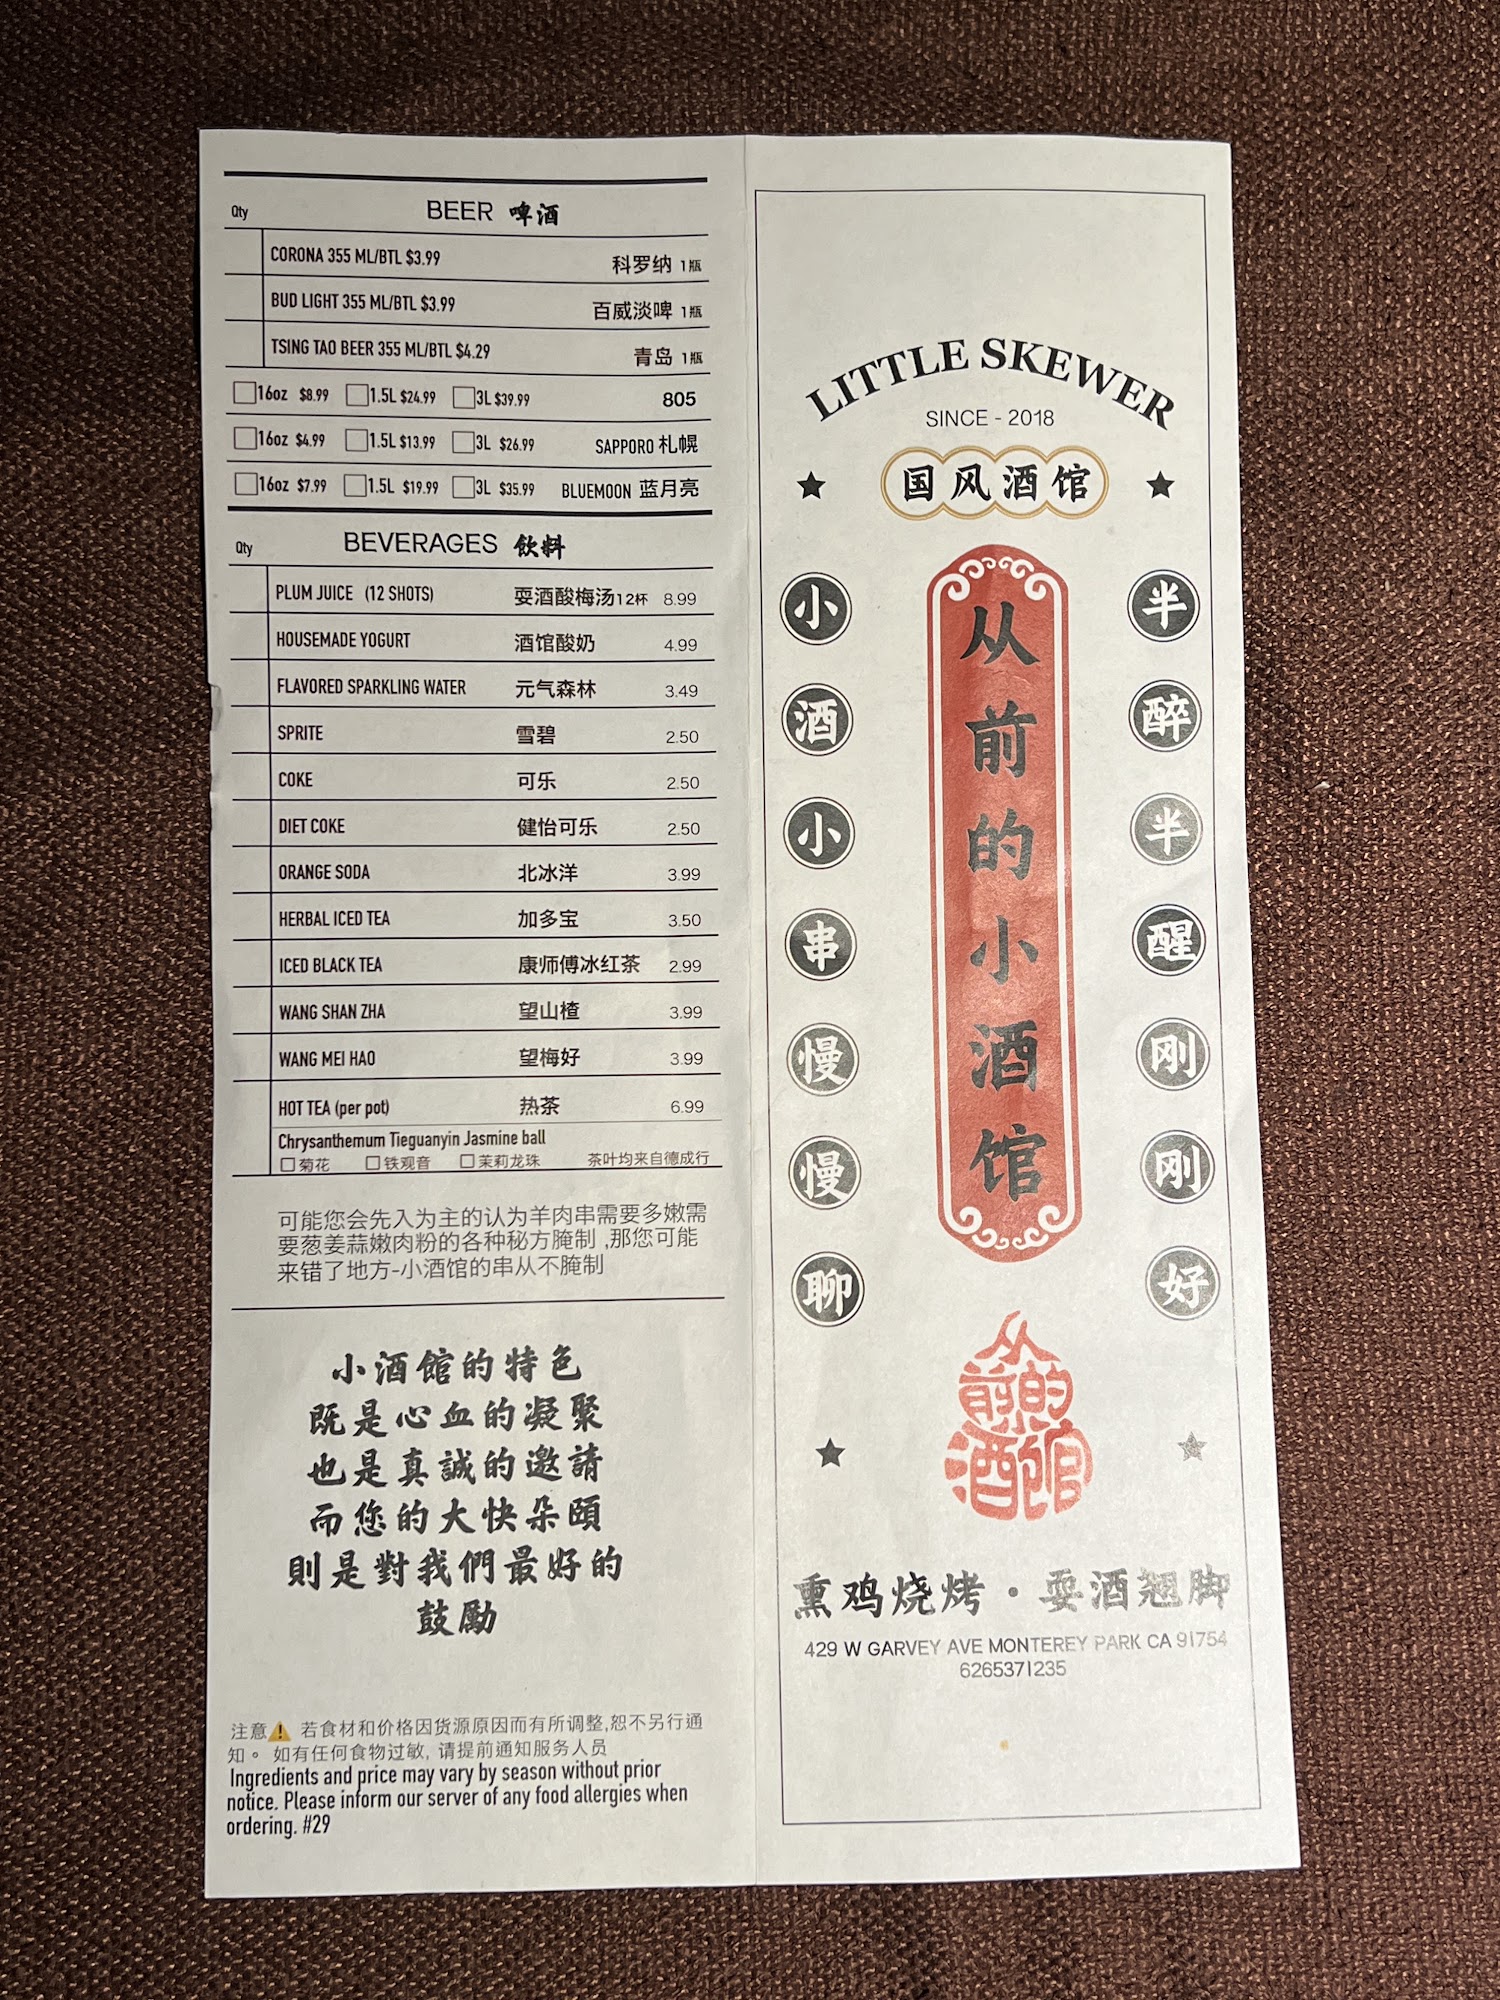 Qty BEER 啤酒
CORONA 355 ML/BTL $3.99 科罗纳 1瓶
BUD LIGHT 355 ML/BTL $3.99 百威淡啤 1瓶
TSING TAO BEER 355 ML/BTL $4.29 青岛 1瓶
16oz $8.99 1.5L $24.99 3L $39.99 805
16oz $4.99 1.5L $13.99 3L $26.99 SAPPORO 札幌
16oz $7.99 1.5L $19.99 3L $35.99 BLUEMOON 蓝月亮
Qty BEVERAGES 飲料
PLUM JUICE (12 SHOTS) 耍酒酸梅汤12杯 8.99
HOUSEMADE YOGURT 酒馆酸奶 4.99
FLAVORED SPARKLING WATER 元气森林 3.49
SPRITE 雪碧 2.50
COKE 可乐 2.50
DIET COKE 健怡可乐 2.50
ORANGE SODA 北冰洋 3.99
HERBAL ICED TEA 加多宝 3.50
ICED BLACK TEA 康师傅冰红茶 2.99
WANG SHAN ZHA 望山楂 3.99
WANG MEI HAO 望梅好 3.99
HOT TEA (per pot) 热茶 6.99
Chrysanthemum Tieguanyin Jasmine ball
菊花 铁观音 茉莉龙珠 茶叶均来自德成行
可能您会先入为主的认为羊肉串需要多嫩需
要葱姜蒜嫩肉粉的各种秘方腌制 ,那您可能
来错了地方-小酒馆的串从不腌制
小酒館的特色
既是心血的凝聚
也是真誠的邀請
而您的大快朵頤
則是對我們最好的
鼓勵
注意⚠️ 若食材和价格因货源原因而有所调整,恕不另行通
知。 如有任何食物过敏, 请提前通知服务人员
Ingredients and price may vary by season without prior
notice. Please inform our server of any food allergies when
ordering. #29
LITTLE SKEWER
SINCE - 2018
国风酒馆
小酒小串慢慢聊
从前的小酒馆
半醉半醒刚刚好
从前的酒馆
熏鸡烧烤·耍酒翘脚
429 W GARVEY AVE MONTEREY PARK CA 91754
6265371235